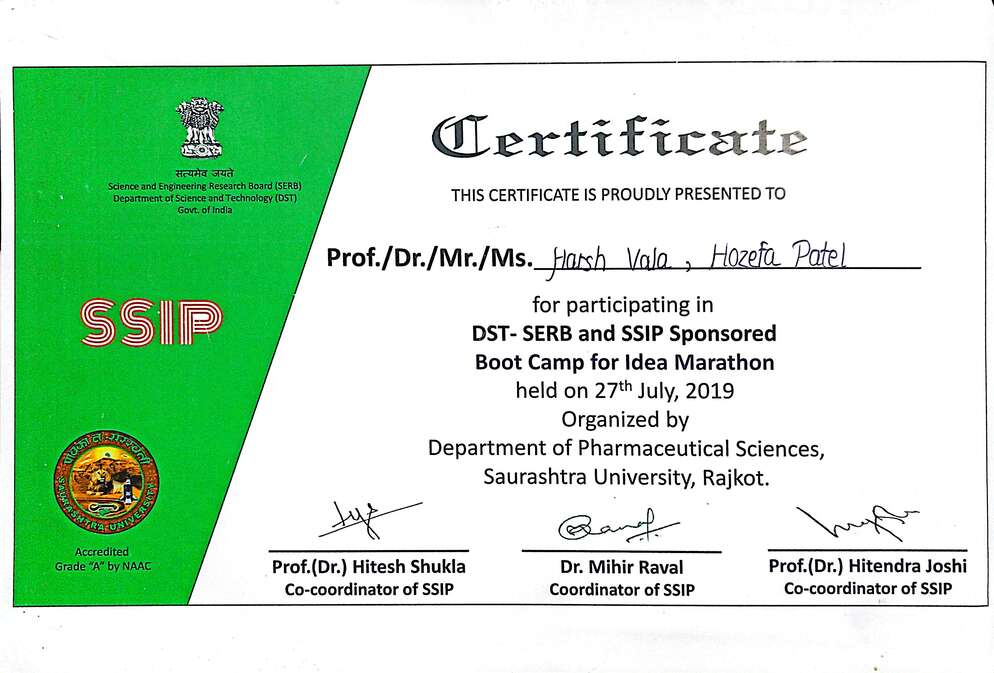 सत्यमेव जयते
Science and Engineering Research Board (SERB)
Department of Science and Technology (DST)
Govt. of India
SSIP
SAURASHTRA UNIVERSITY
Accredited
Grade "A" by NAAC
Certificate
THIS CERTIFICATE IS PROUDLY PRESENTED TO
Prof./Dr./Mr./Ms. Harsh Vala, Hozefa Patel
for participating in
DST- SERB and SSIP Sponsored
Boot Camp for Idea Marathon
held on 27th July, 2019
Organized by
Department of Pharmaceutical Sciences,
Saurashtra University, Rajkot.
Prof.(Dr.) Hitesh Shukla
Co-coordinator of SSIP
Dr. Mihir Raval
Coordinator of SSIP
Prof.(Dr.) Hitendra Joshi
Co-coordinator of SSIP